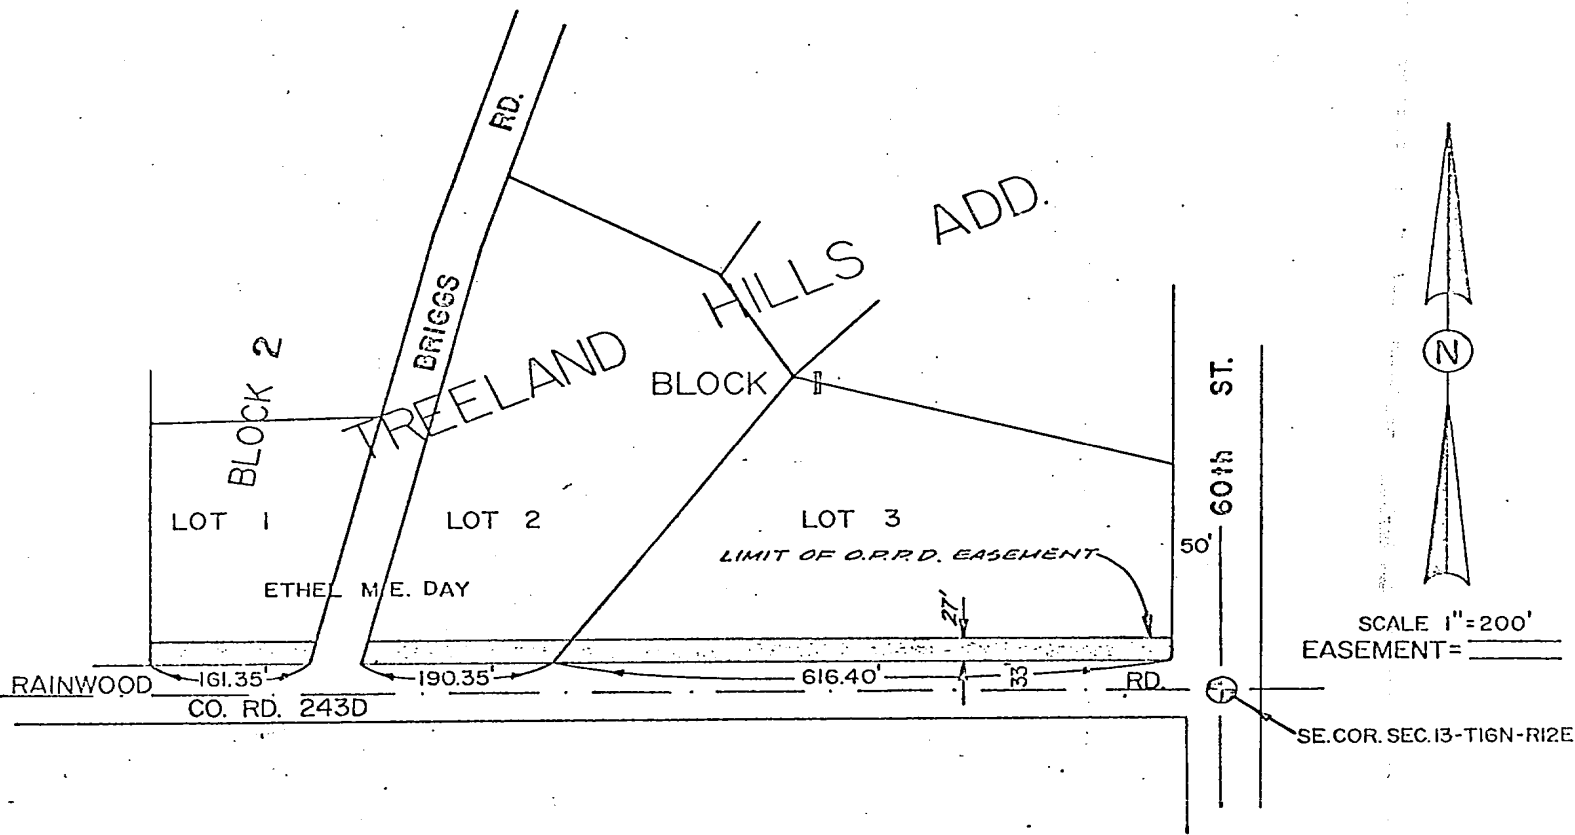 BRIGGS RD.
TREELAND HILLS ADD.
BLOCK 2
BLOCK 1
60th ST.
N
LOT 1
LOT 2
LOT 3
LIMIT OF O.P.P.D. EASEMENT
50'
ETHEL M.E. DAY
27'
SCALE 1"=200'
EASEMENT=
161.35'
190.35'
616.40'
33'
RAINWOOD RD.
CO. RD. 243D
SE.COR. SEC.13-T16N-R12E